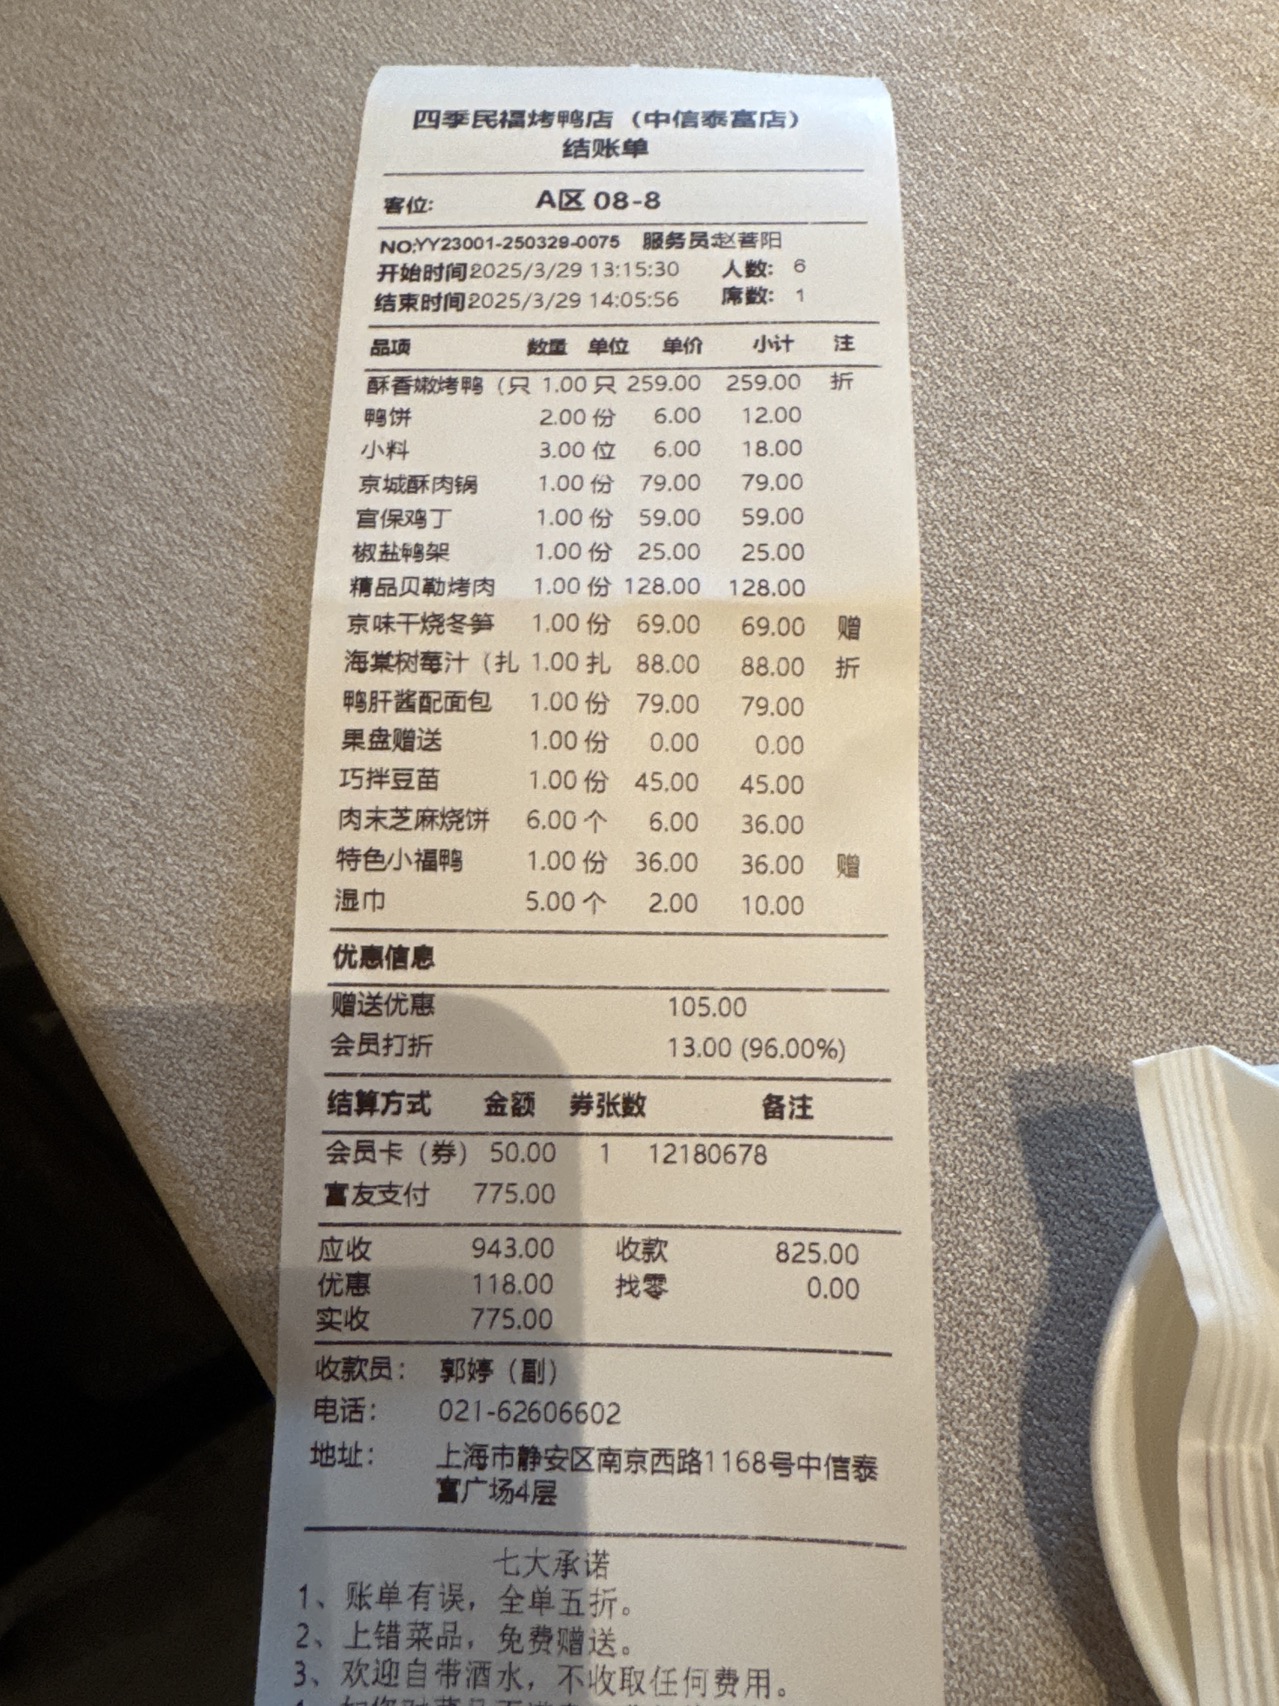 四季民福烤鸭店（中信泰富店）
结账单
客位: A区 08-8
NO:YY23001-250329-0075 服务员:赵蓍阳
开始时间2025/3/29 13:15:30 人数: 6
结束时间2025/3/29 14:05:56 席数: 1
品项 数量 单位 单价 小计 注
酥香嫩烤鸭（只 1.00 只 259.00 259.00 折
鸭饼 2.00 份 6.00 12.00
小料 3.00 位 6.00 18.00
京城酥肉锅 1.00 份 79.00 79.00
宫保鸡丁 1.00 份 59.00 59.00
椒盐鸭架 1.00 份 25.00 25.00
精品贝勒烤肉 1.00 份 128.00 128.00
京味干烧冬笋 1.00 份 69.00 69.00 赠
海棠树莓汁（扎 1.00 扎 88.00 88.00 折
鸭肝酱配面包 1.00 份 79.00 79.00
果盘赠送 1.00 份 0.00 0.00
巧拌豆苗 1.00 份 45.00 45.00
肉末芝麻烧饼 6.00 个 6.00 36.00
特色小福鸭 1.00 份 36.00 36.00 赠
湿巾 5.00 个 2.00 10.00
优惠信息
赠送优惠 105.00
会员打折 13.00 (96.00%)
结算方式 金额 券张数 备注
会员卡（券） 50.00 1 12180678
富友支付 775.00
应收 943.00 收款 825.00
优惠 118.00 找零 0.00
实收 775.00
收款员: 郭婷（副）
电话: 021-62606602
地址: 上海市静安区南京西路1168号中信泰
富广场4层
七大承诺
1、账单有误，全单五折。
2、上错菜品，免费赠送。
3、欢迎自带酒水，不收取任何费用。